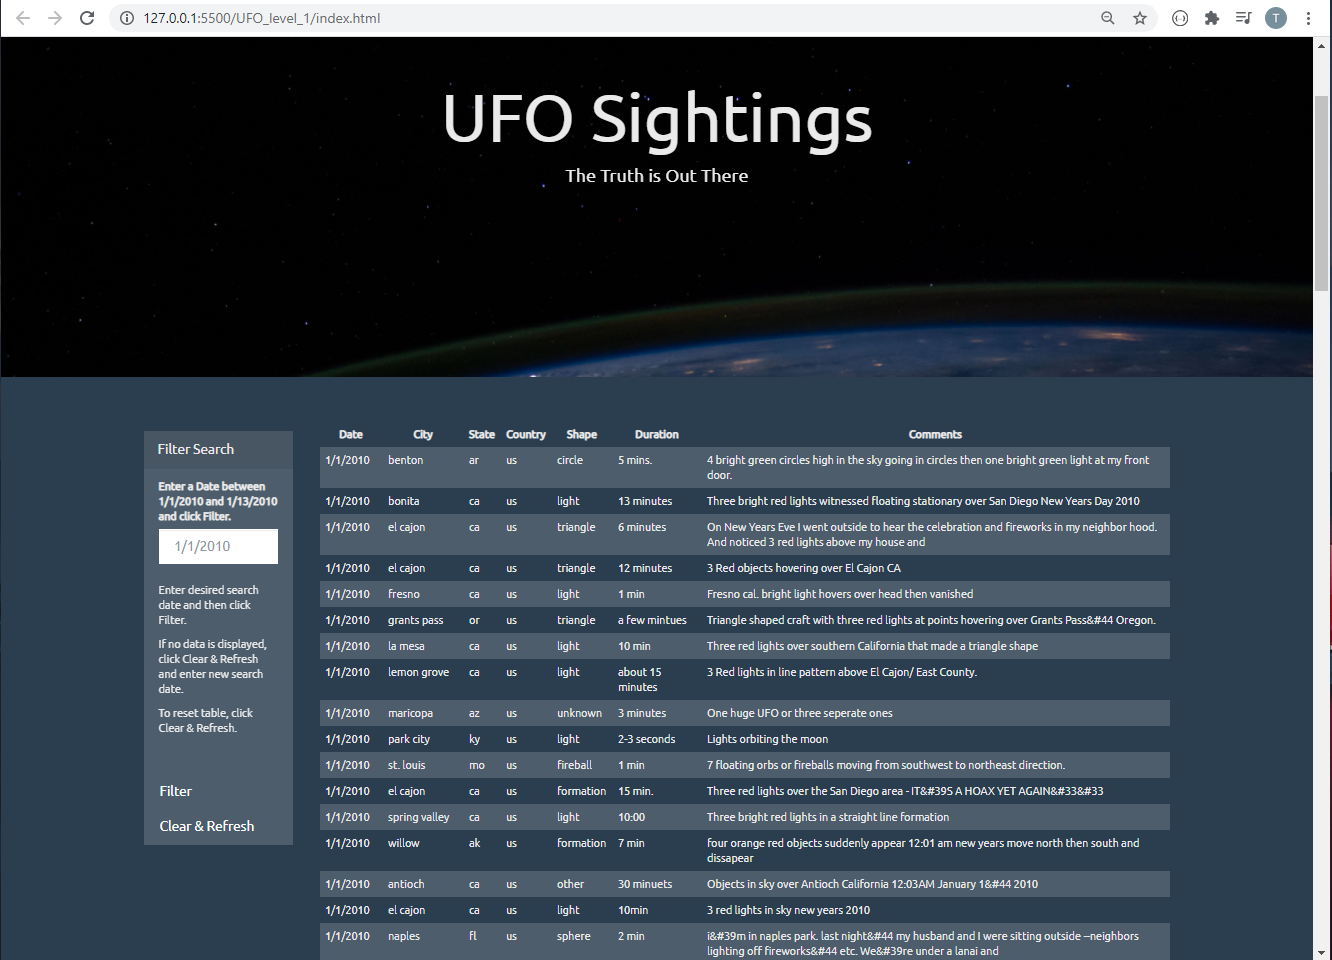 127.0.0.1:5500/UFO_level_1/index.html
T
UFO Sightings
The Truth is Out There
Filter Search
Enter a Date between
1/1/2010 and 1/13/2010
and click Filter.
1/1/2010
Enter desired search
date and then click
Filter.
If no data is displayed,
click Clear & Refresh
and enter new search
date.
To reset table, click
Clear & Refresh.
Filter
Clear & Refresh
Date City State Country Shape Duration Comments
1/1/2010 benton ar us circle 5 mins. 4 bright green circles high in the sky going in circles then one bright green light at my front
door.
1/1/2010 bonita ca us light 13 minutes Three bright red lights witnessed floating stationary over San Diego New Years Day 2010
1/1/2010 el cajon ca us triangle 6 minutes On New Years Eve I went outside to hear the celebration and fireworks in my neighbor hood.
And noticed 3 red lights above my house and
1/1/2010 el cajon ca us triangle 12 minutes 3 Red objects hovering over El Cajon CA
1/1/2010 fresno ca us light 1 min Fresno cal. bright light hovers over head then vanished
1/1/2010 grants pass or us triangle a few mintues Triangle shaped craft with three red lights at points hovering over Grants Pass&#44 Oregon.
1/1/2010 la mesa ca us light 10 min Three red lights over southern California that made a triangle shape
1/1/2010 lemon grove ca us light about 15 3 Red lights in line pattern above El Cajon/ East County.
minutes
1/1/2010 maricopa az us unknown 3 minutes One huge UFO or three seperate ones
1/1/2010 park city ky us light 2-3 seconds Lights orbiting the moon
1/1/2010 st. louis mo us fireball 1 min 7 floating orbs or fireballs moving from southwest to northeast direction.
1/1/2010 el cajon ca us formation 15 min. Three red lights over the San Diego area - IT&#39S A HOAX YET AGAIN&#33&#33
1/1/2010 spring valley ca us light 10:00 Three bright red lights in a straight line formation
1/1/2010 willow ak us formation 7 min four orange red objects suddenly appear 12:01 am new years move north then south and
dissapear
1/1/2010 antioch ca us other 30 minuets Objects in sky over Antioch California 12:03AM January 1&#44 2010
1/1/2010 el cajon ca us light 10min 3 red lights in sky new years 2010
1/1/2010 naples fl us sphere 2 min i&#39m in naples park. last night&#44 my husband and I were sitting outside --neighbors
lighting off fireworks&#44 etc. We&#39re under a lanai and